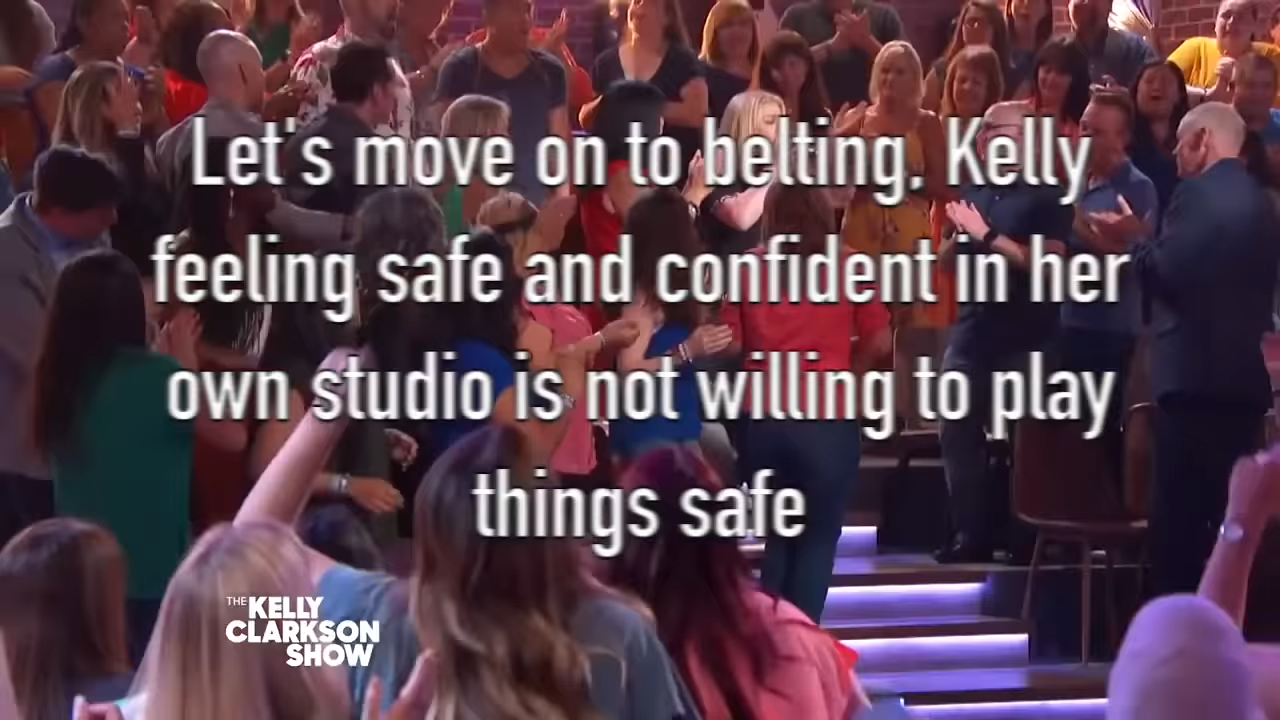 Let's move on to belting. Kelly
feeling safe and confident in her
own studio is not willing to play
things safe
THE KELLY
CLARKSON
SHOW